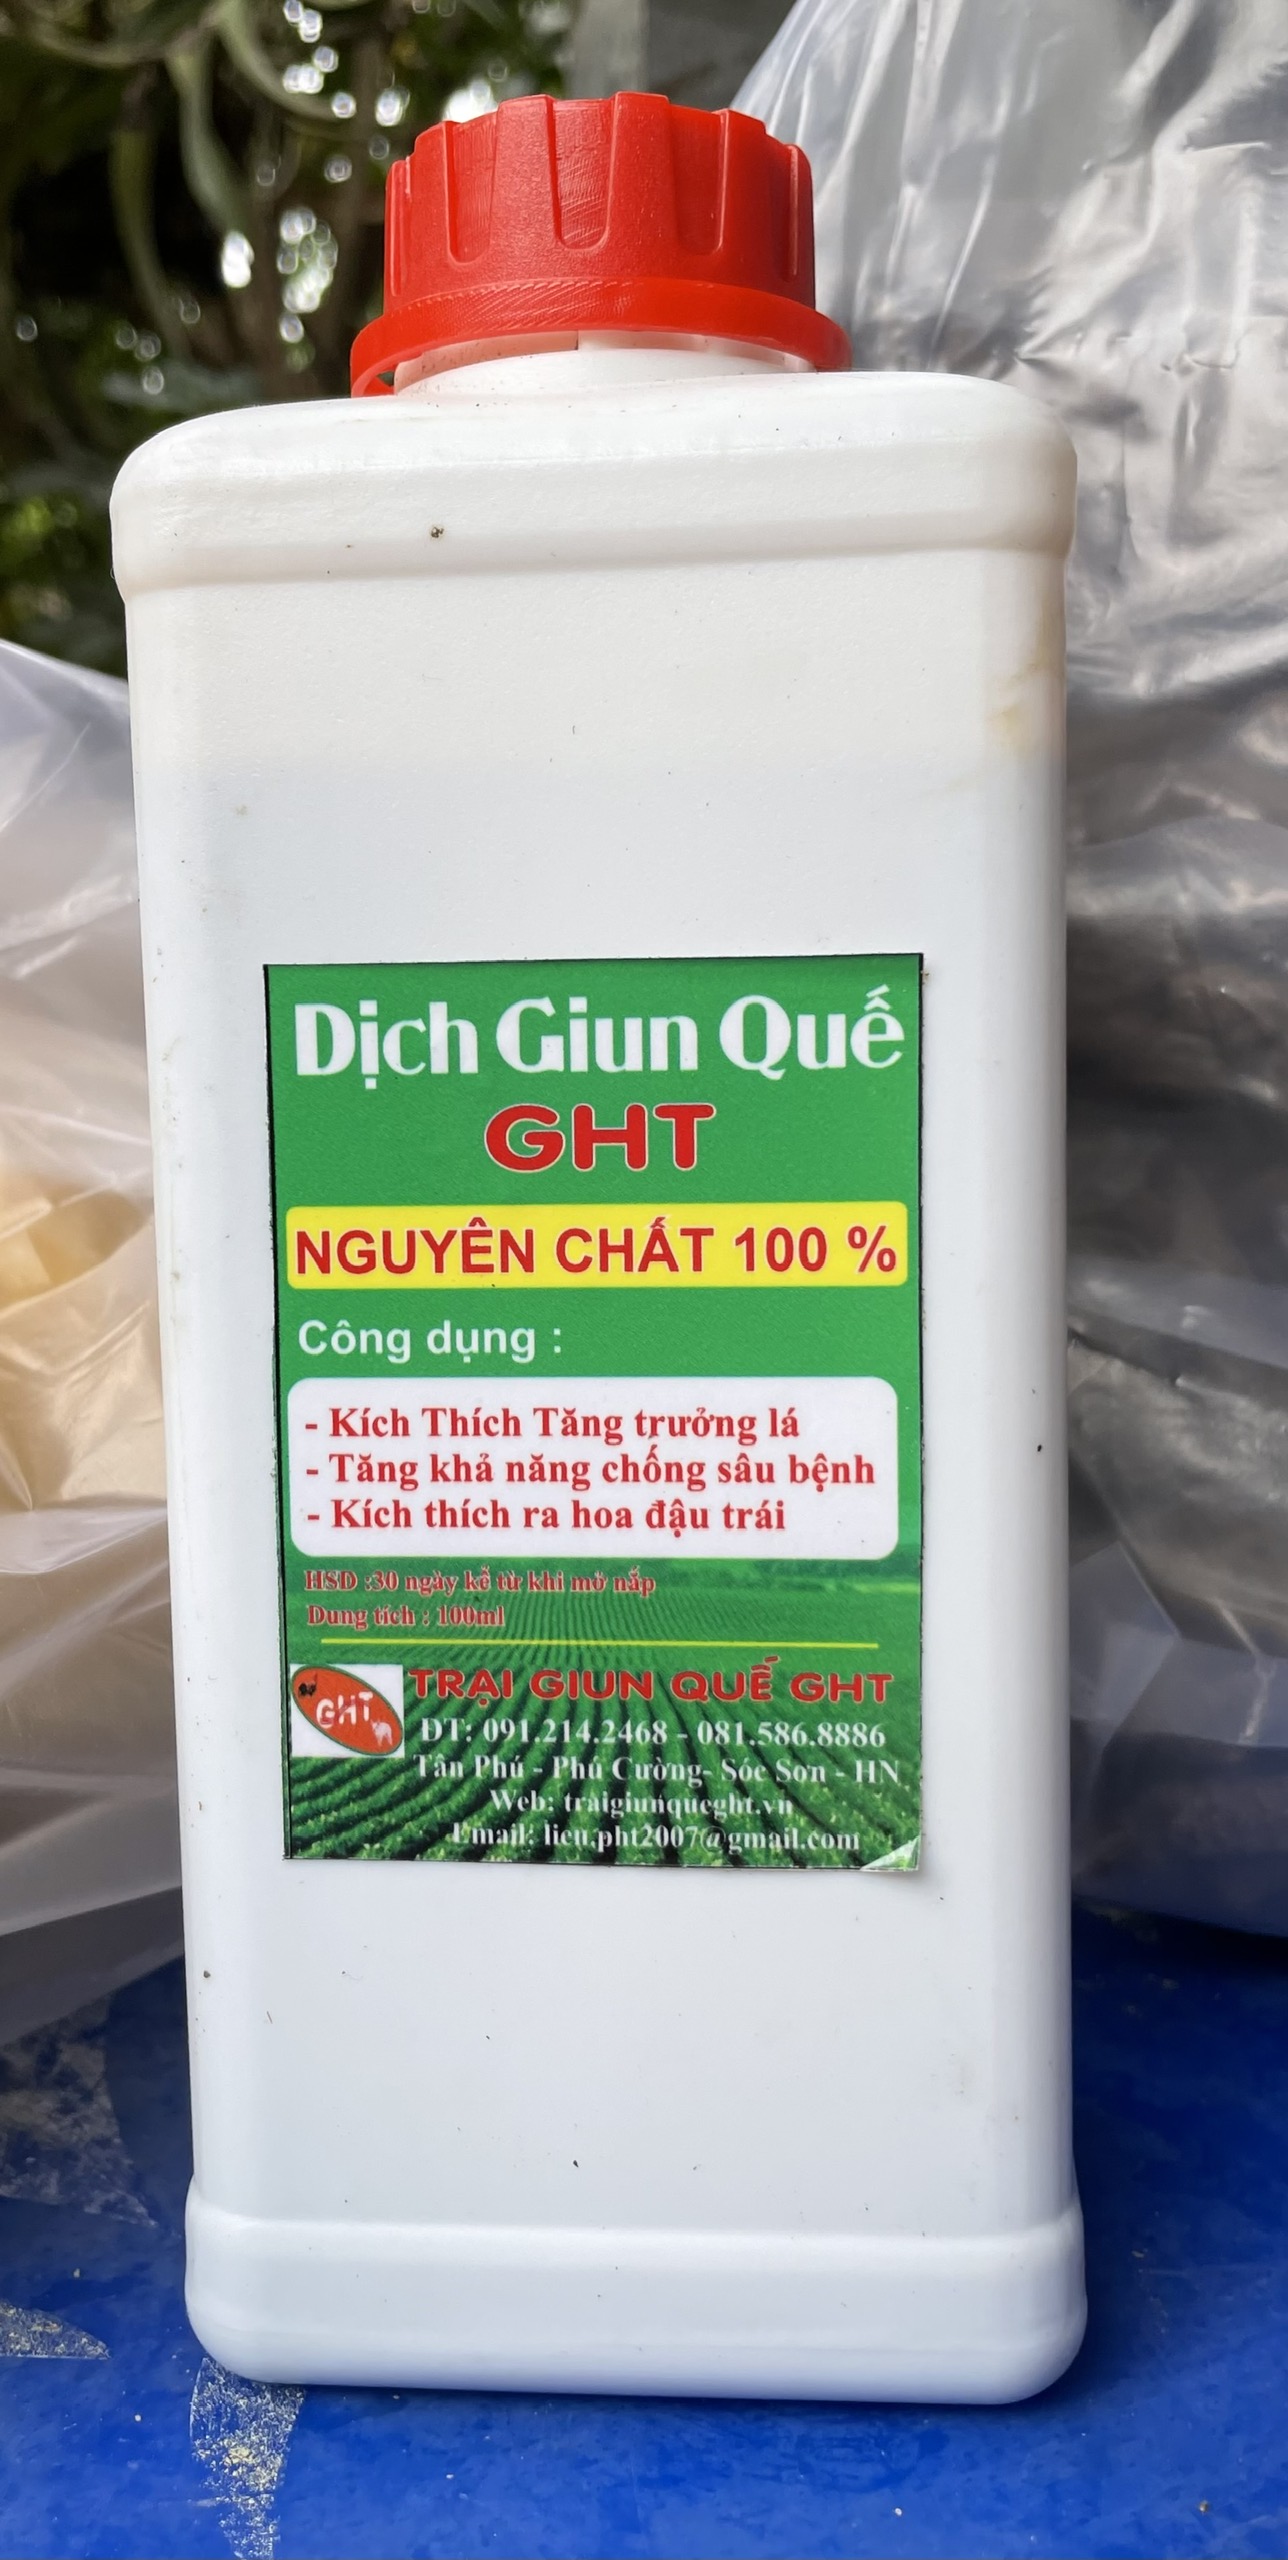 Dịch Giun Quế
GHT
NGUYÊN CHẤT 100 %
Công dụng :
- Kích Thích Tăng trưởng lá
- Tăng khả năng chống sâu bệnh
- Kích thích ra hoa đậu trái
HSD :30 ngày kể từ khi mở nắp
Dung tích : 100ml
GHT
TRẠI GIUN QUẾ GHT
ĐT: 091.214.2468 - 081.586.8886
Tân Phú - Phú Cường- Sóc Sơn - HN
Web: traigiunqueght.vn
Email: lieu.pht2007@gmail.com